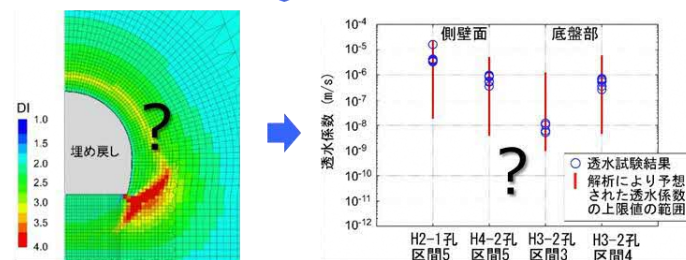 DI
1.0
1.5
2.0
2.5
3.0
3.5
4.0
埋め戻し
?
透水係数 (m/s)
10-4
10-5
10-6
10-7
10-8
10-9
10-10
10-11
10-12
側壁面
底盤部
?
透水試験結果
解析により予想
された透水係数
の上限値の範囲
H2-1孔
区間5
H4-2孔
区間5
H3-2孔
区間3
H3-2孔
区間4